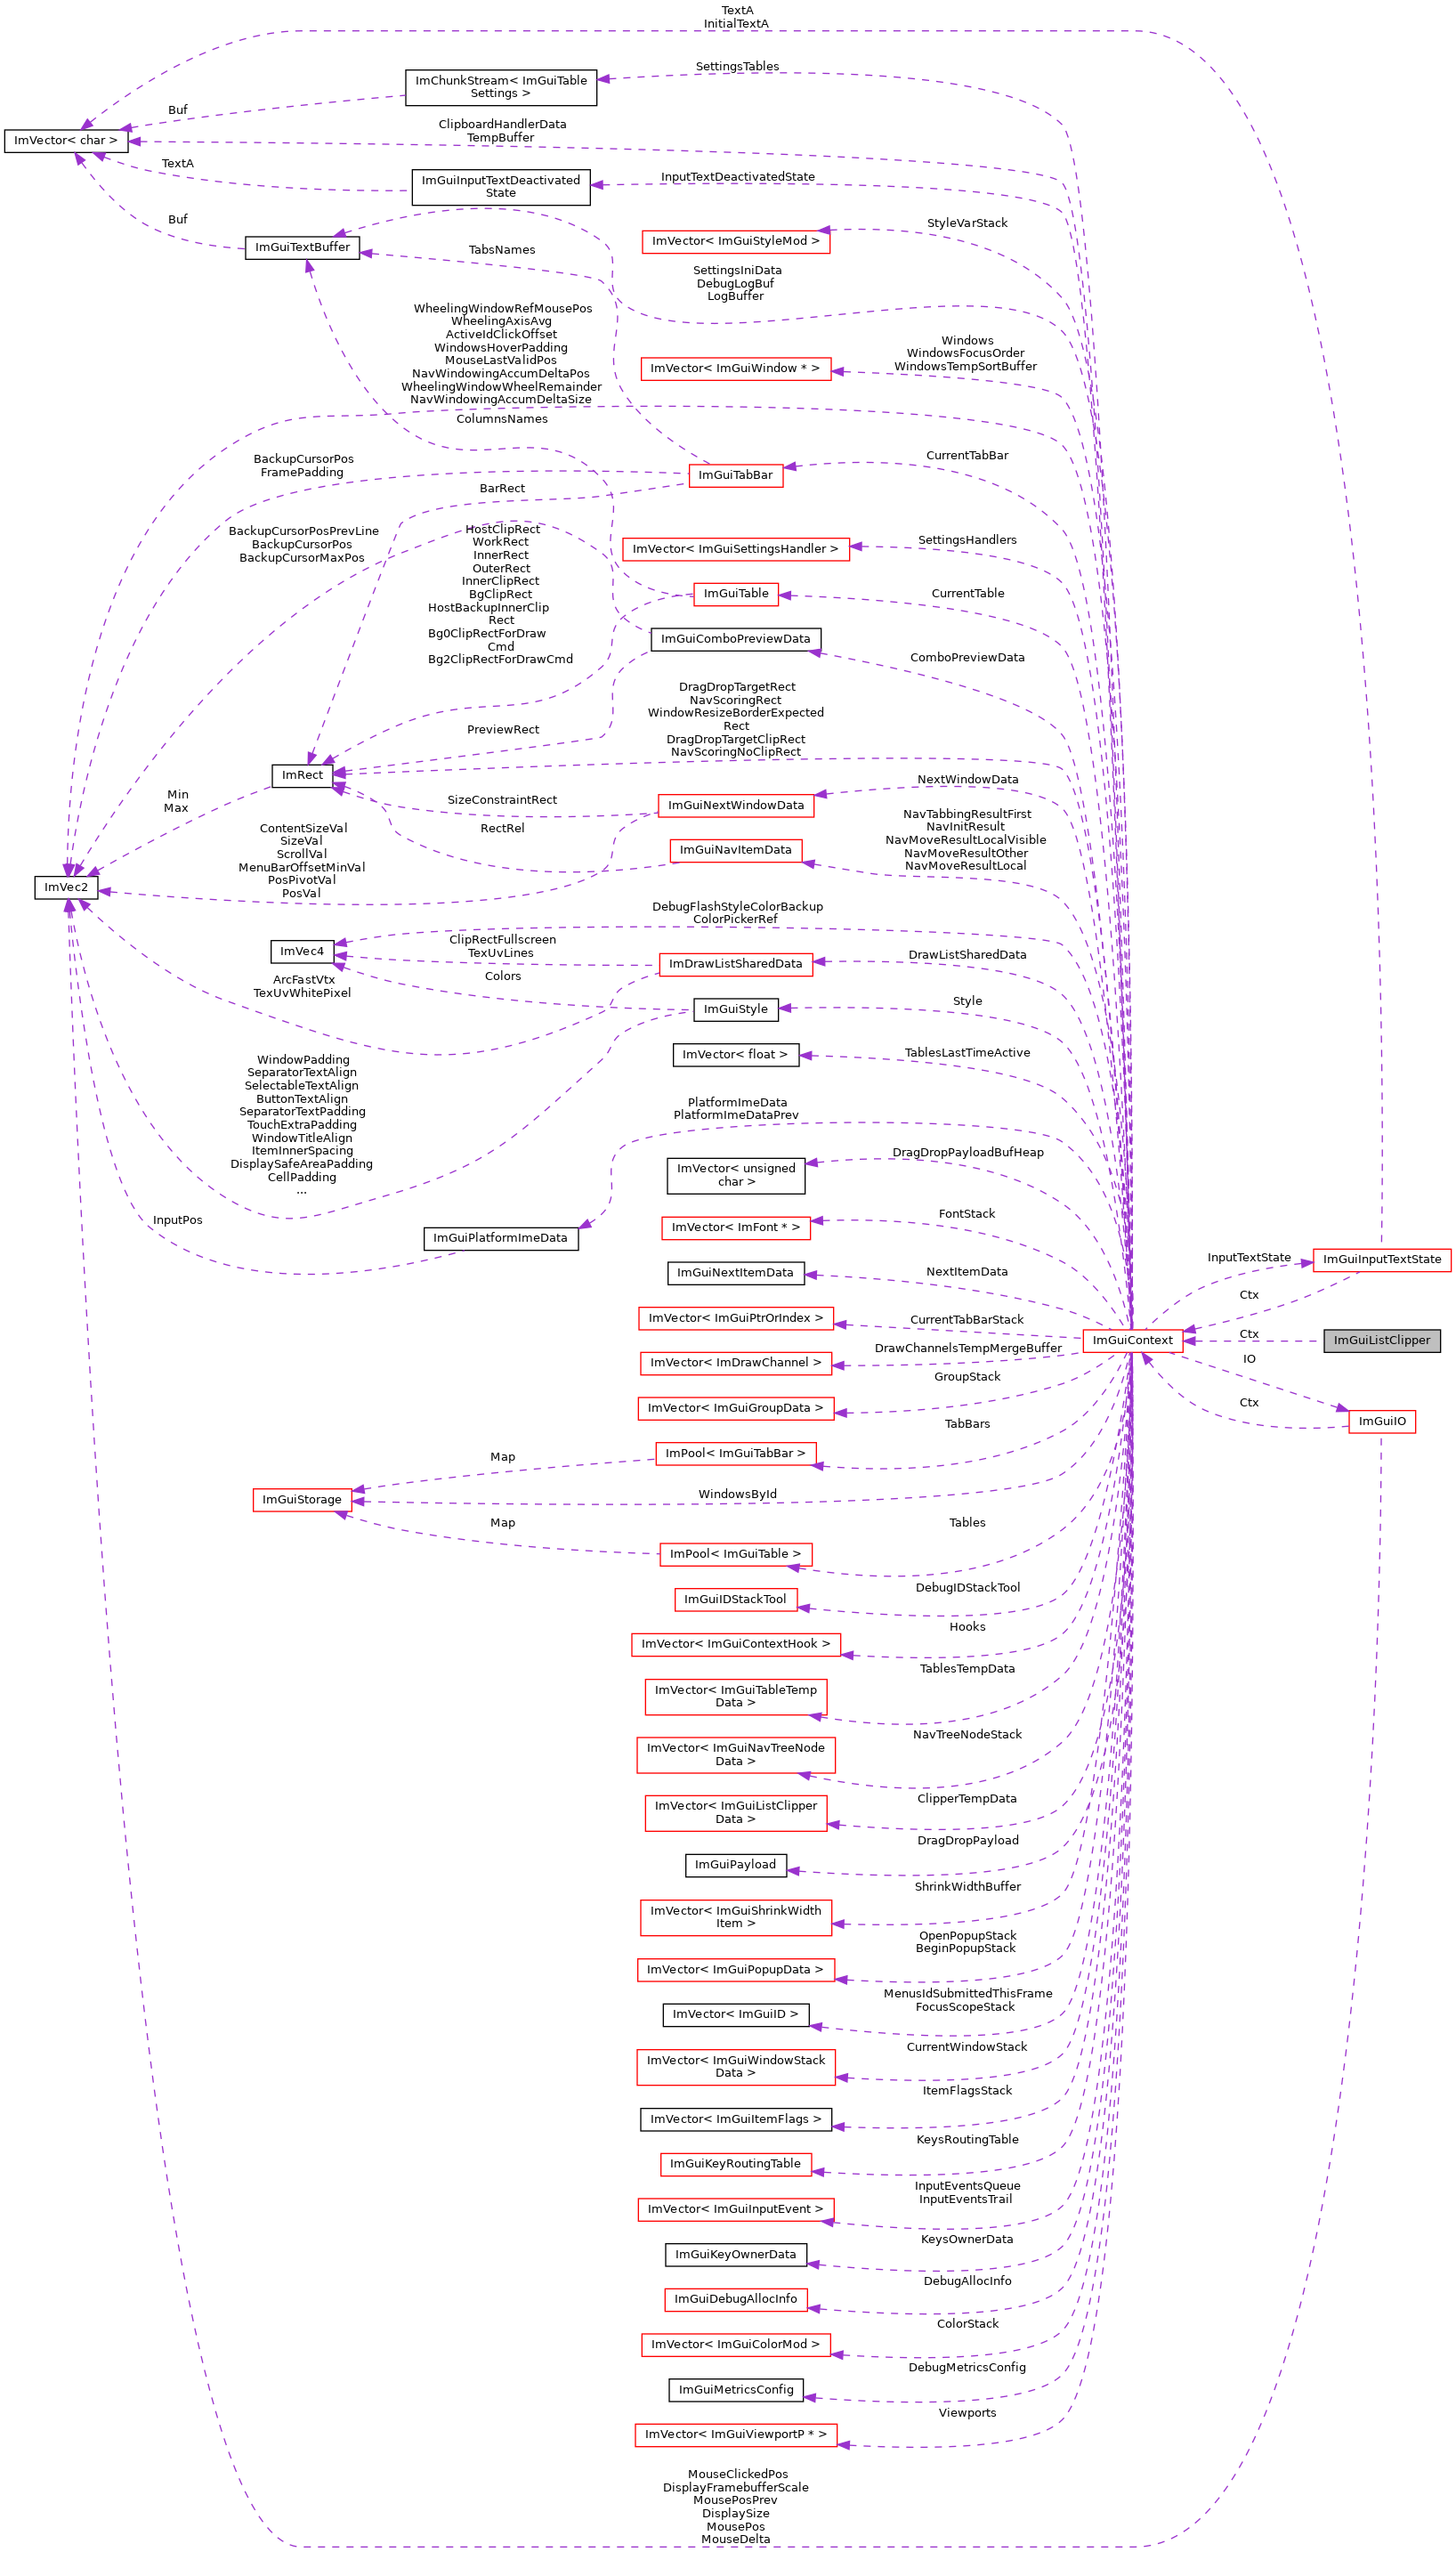 TextA
InitialTextA
SettingsTables
ImChunkStream< ImGuiTable
Settings >
Buf
ImVector< char >
ClipboardHandlerData
TempBuffer
TextA
ImGuiInputTextDeactivated
State
InputTextDeactivatedState
Buf
ImGuiTextBuffer
StyleVarStack
ImVector< ImGuiStyleMod >
TabsNames
SettingsIniData
DebugLogBuf
LogBuffer
WheelingWindowRefMousePos
WheelingAxisAvg
ActiveIdClickOffset
WindowsHoverPadding
MouseLastValidPos
NavWindowingAccumDeltaPos
WheelingWindowWheelRemainder
NavWindowingAccumDeltaSize
Windows
WindowsFocusOrder
WindowsTempSortBuffer
ImVector< ImGuiWindow * >
ColumnsNames
BackupCursorPos
FramePadding
CurrentTabBar
ImGuiTabBar
BarRect
BackupCursorPosPrevLine
BackupCursorPos
BackupCursorMaxPos
HostClipRect
WorkRect
InnerRect
OuterRect
InnerClipRect
BgClipRect
HostBackupInnerClip
Rect
Bg0ClipRectForDraw
Cmd
Bg2ClipRectForDrawCmd
SettingsHandlers
ImVector< ImGuiSettingsHandler >
CurrentTable
ImGuiTable
ImGuiComboPreviewData
ComboPreviewData
DragDropTargetRect
NavScoringRect
WindowResizeBorderExpected
Rect
DragDropTargetClipRect
NavScoringNoClipRect
PreviewRect
ImRect
Min
Max
NextWindowData
SizeConstraintRect
ImGuiNextWindowData
RectRel
ImGuiNavItemData
NavTabbingResultFirst
NavInitResult
NavMoveResultLocalVisible
NavMoveResultOther
NavMoveResultLocal
ContentSizeVal
SizeVal
ScrollVal
MenuBarOffsetMinVal
PosPivotVal
PosVal
ImVec2
DebugFlashStyleColorBackup
ColorPickerRef
ImVec4
ClipRectFullscreen
TexUvLines
ImDrawListSharedData
DrawListSharedData
Colors
ArcFastVtx
TexUvWhitePixel
ImGuiStyle
Style
ImVector< float >
TablesLastTimeActive
WindowPadding
SeparatorTextAlign
SelectableTextAlign
ButtonTextAlign
SeparatorTextPadding
TouchExtraPadding
WindowTitleAlign
ItemInnerSpacing
DisplaySafeAreaPadding
CellPadding
...
PlatformImeData
PlatformImeDataPrev
DragDropPayloadBufHeap
ImVector< unsigned
char >
InputPos
ImGuiPlatformImeData
FontStack
ImVector< ImFont * >
NextItemData
ImGuiNextItemData
InputTextState
ImGuiInputTextState
Ctx
CurrentTabBarStack
ImVector< ImGuiPtrOrIndex >
ImGuiContext
Ctx
ImGuiListClipper
DrawChannelsTempMergeBuffer
ImVector< ImDrawChannel >
IO
GroupStack
ImVector< ImGuiGroupData >
Ctx
ImGuiIO
TabBars
ImPool< ImGuiTabBar >
Map
ImGuiStorage
WindowsById
Map
Tables
ImPool< ImGuiTable >
DebugIDStackTool
ImGuiIDStackTool
Hooks
ImVector< ImGuiContextHook >
TablesTempData
ImVector< ImGuiTableTemp
Data >
NavTreeNodeStack
ImVector< ImGuiNavTreeNode
Data >
ClipperTempData
ImVector< ImGuiListClipper
Data >
DragDropPayload
ImGuiPayload
ShrinkWidthBuffer
ImVector< ImGuiShrinkWidth
Item >
OpenPopupStack
BeginPopupStack
ImVector< ImGuiPopupData >
MenusIdSubmittedThisFrame
FocusScopeStack
ImVector< ImGuiID >
CurrentWindowStack
ImVector< ImGuiWindowStack
Data >
ItemFlagsStack
ImVector< ImGuiItemFlags >
KeysRoutingTable
ImGuiKeyRoutingTable
InputEventsQueue
InputEventsTrail
ImVector< ImGuiInputEvent >
KeysOwnerData
ImGuiKeyOwnerData
DebugAllocInfo
ImGuiDebugAllocInfo
ColorStack
ImVector< ImGuiColorMod >
DebugMetricsConfig
ImGuiMetricsConfig
Viewports
ImVector< ImGuiViewportP * >
MouseClickedPos
DisplayFramebufferScale
MousePosPrev
DisplaySize
MousePos
MouseDelta